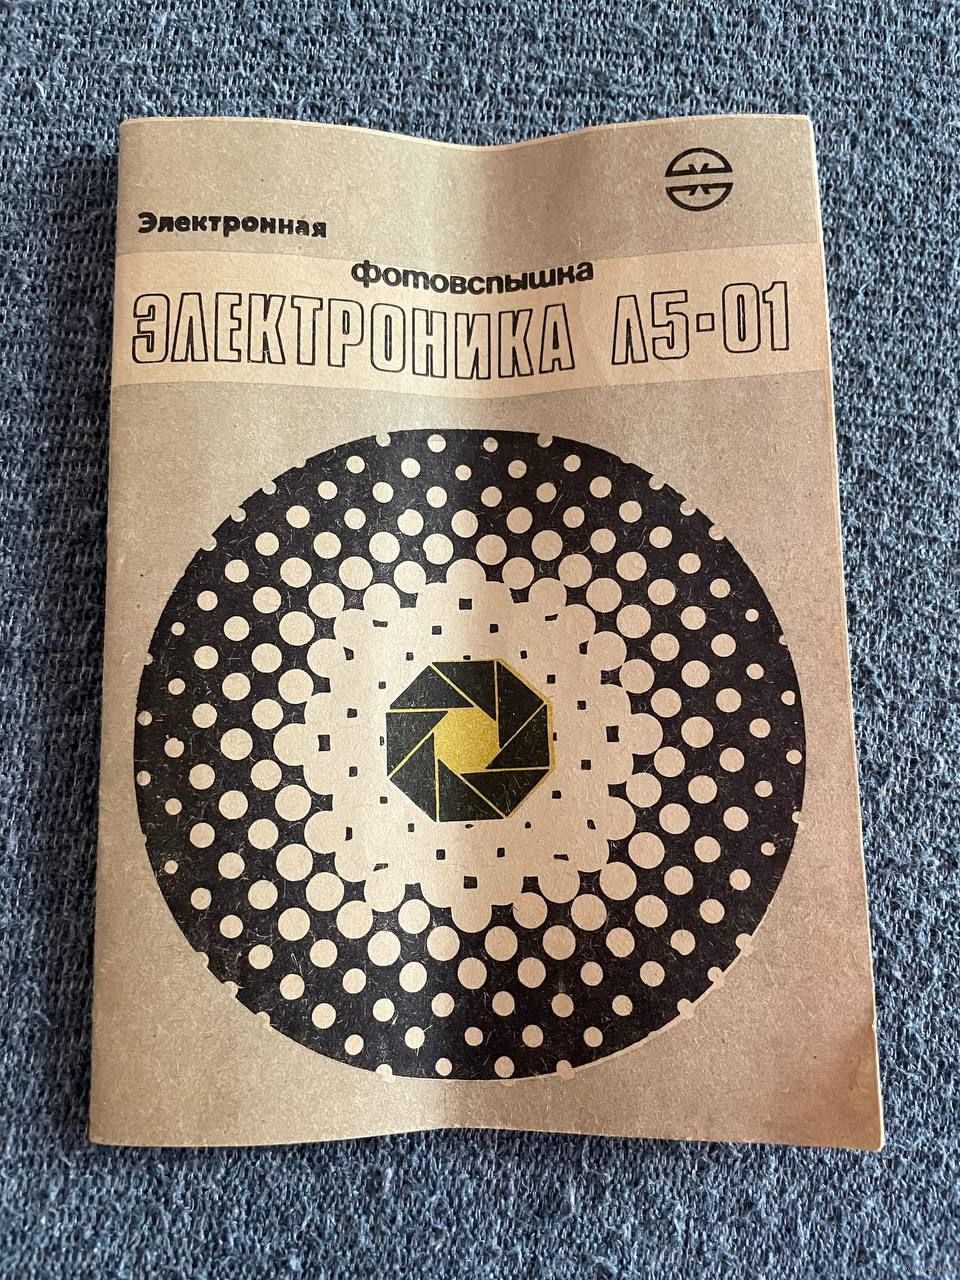 Электронная
фотовспышка
ЭЛЕКТРОНИКА Л5-01